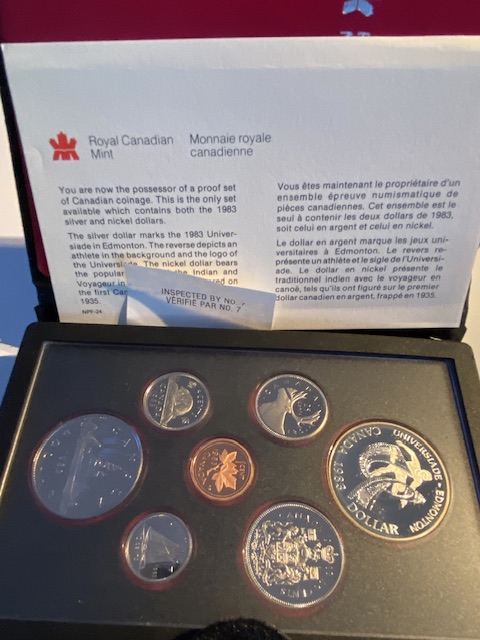 Royal Canadian
Mint
Monnaie royale
canadienne
You are now the possessor of a proof set
of Canadian coinage. This is the only set
available which contains both the 1983
silver and nickel dollars.
The silver dollar marks the 1983 Univer-
siade in Edmonton. The reverse depicts an
athlete in the background and the logo of
the Universiade. The nickel dollar bears
the popular the Indian and
Voyageur in on
the first
1935.
NPF-24
Vous êtes maintenant le propriétaire d'un
ensemble épreuve numismatique de
pièces canadiennes. Cet ensemble est le
seul à contenir les deux dollars de 1983,
soit celui en argent et celui en nickel.
Le dollar en argent marque les jeux uni-
versitaires à Edmonton. Le revers re-
présente un athlète et le sigle de l'Universi-
ade. Le dollar en nickel présente le
traditionnel indien avec le voyageur en
canoë, tels qu'ils ont figuré sur le premier
dollar canadien en argent, frappé en 1935.
INSPECTED BY No.
VÉRIFIÉ PAR NO. 7
CANADA
UNIVERSIADE · EDMONTON
CANADA 1983
DOLLAR